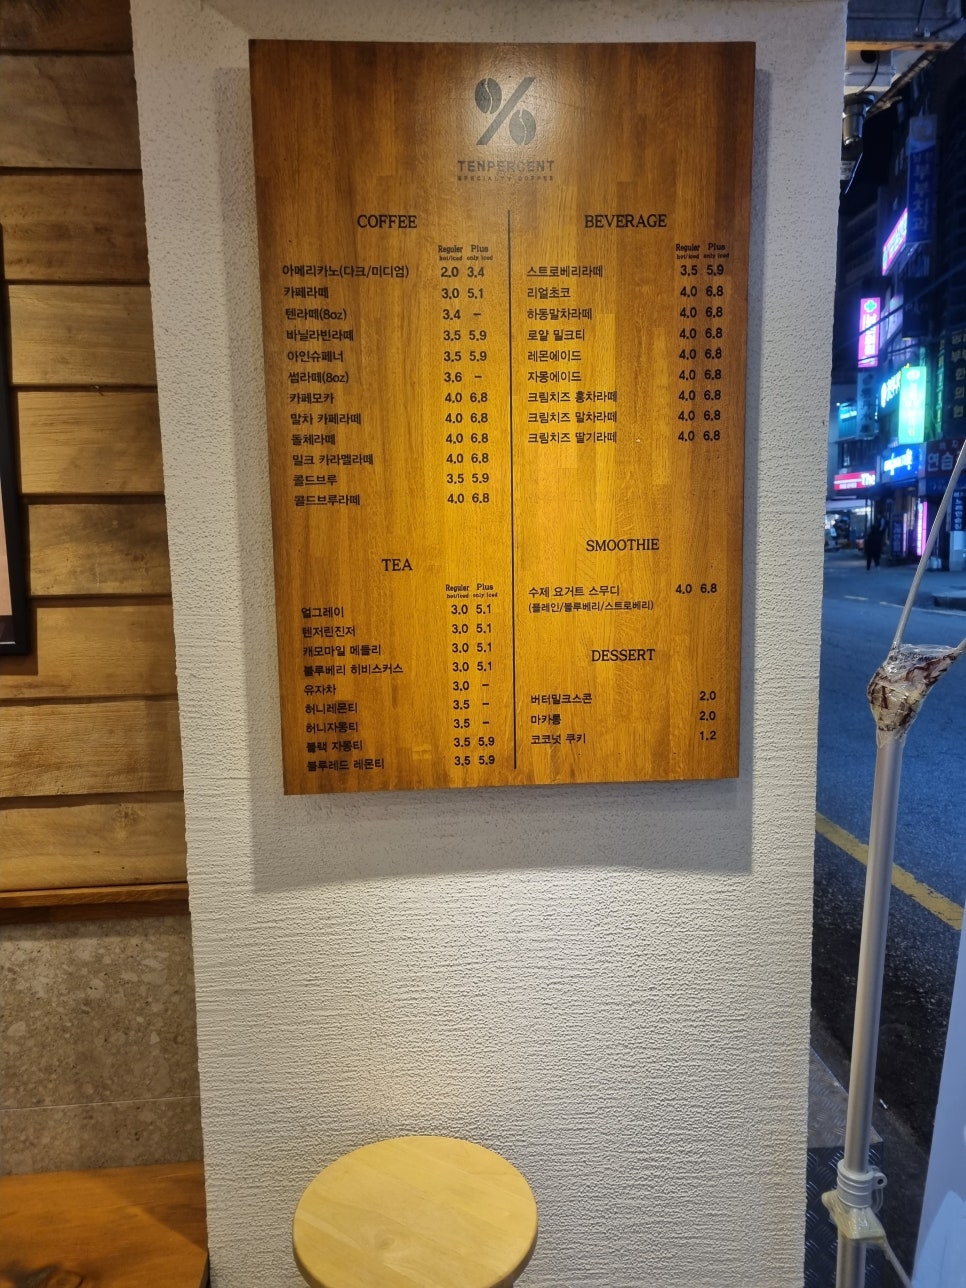 TENPERCENT
SPECIALTY COFFEE
COFFEE
Regular Plus
hot/iced only iced
아메리카노(다크/미디엄) 2.0 3.4
카페라떼 3.0 5.1
텐라떼(8oz) 3.4 –
바닐라빈라떼 3.5 5.9
아인슈페너 3.5 5.9
썸라떼(8oz) 3.6 –
카페모카 4.0 6.8
말차 카페라떼 4.0 6.8
돌체라떼 4.0 6.8
밀크 카라멜라떼 4.0 6.8
콜드브루 3.5 5.9
콜드브루라떼 4.0 6.8
TEA
Regular Plus
hot/iced only iced
얼그레이 3.0 5.1
텐저린진저 3.0 5.1
캐모마일 메들리 3.0 5.1
블루베리 히비스커스 3.0 5.1
유자차 3.0 –
허니레몬티 3.5 –
허니자몽티 3.5 –
블랙 자몽티 3.5 5.9
블루레드 레몬티 3.5 5.9
BEVERAGE
Regular Plus
hot/iced only iced
스트로베리라떼 3.5 5.9
리얼초코 4.0 6.8
하동말차라떼 4.0 6.8
로얄 밀크티 4.0 6.8
레몬에이드 4.0 6.8
자몽에이드 4.0 6.8
크림치즈 홍차라떼 4.0 6.8
크림치즈 말차라떼 4.0 6.8
크림치즈 딸기라떼 4.0 6.8
SMOOTHIE
수제 요거트 스무디 4.0 6.8
(플레인/블루베리/스트로베리)
DESSERT
버터밀크스콘 2.0
마카롱 2.0
코코넛 쿠키 1.2